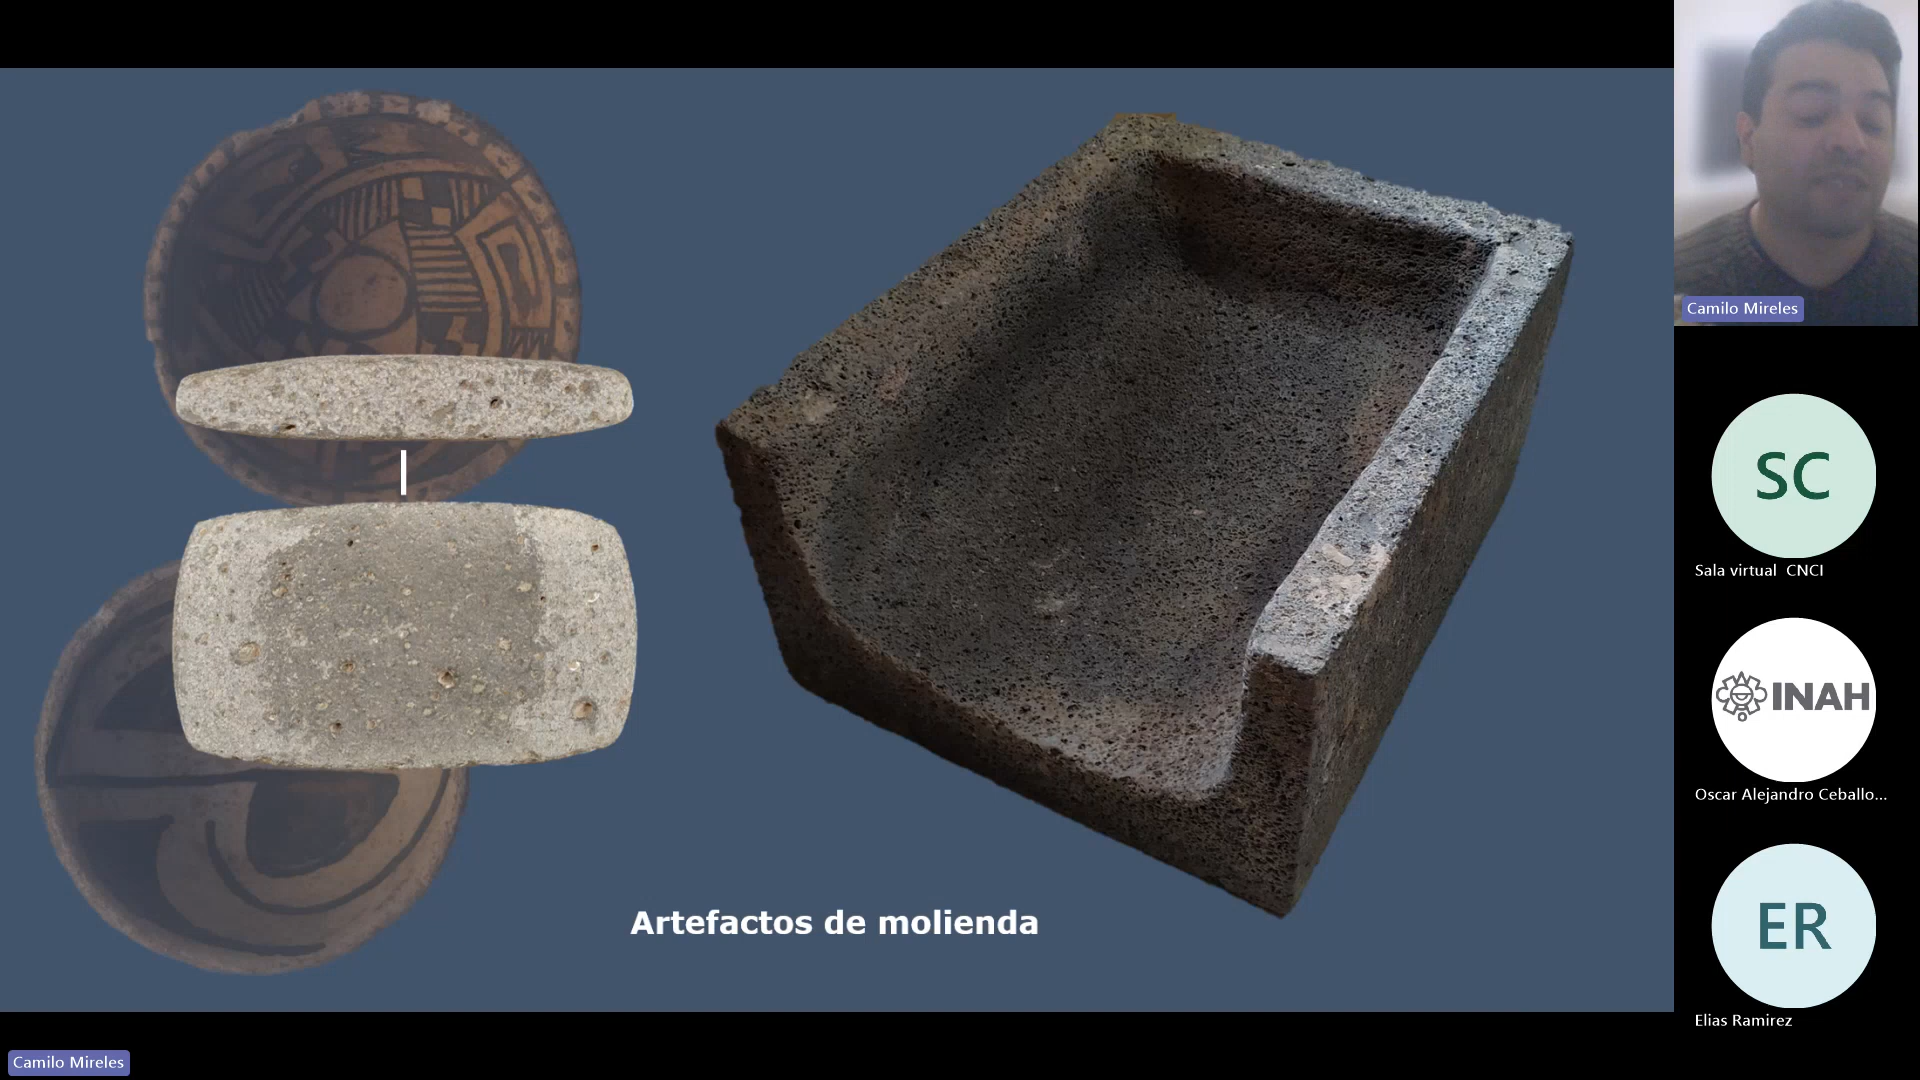 Artefactos de molienda
Camilo Mireles
Camilo Mireles
SC
Sala virtual CNCI
INAH
Oscar Alejandro Ceballo...
ER
Elias Ramirez